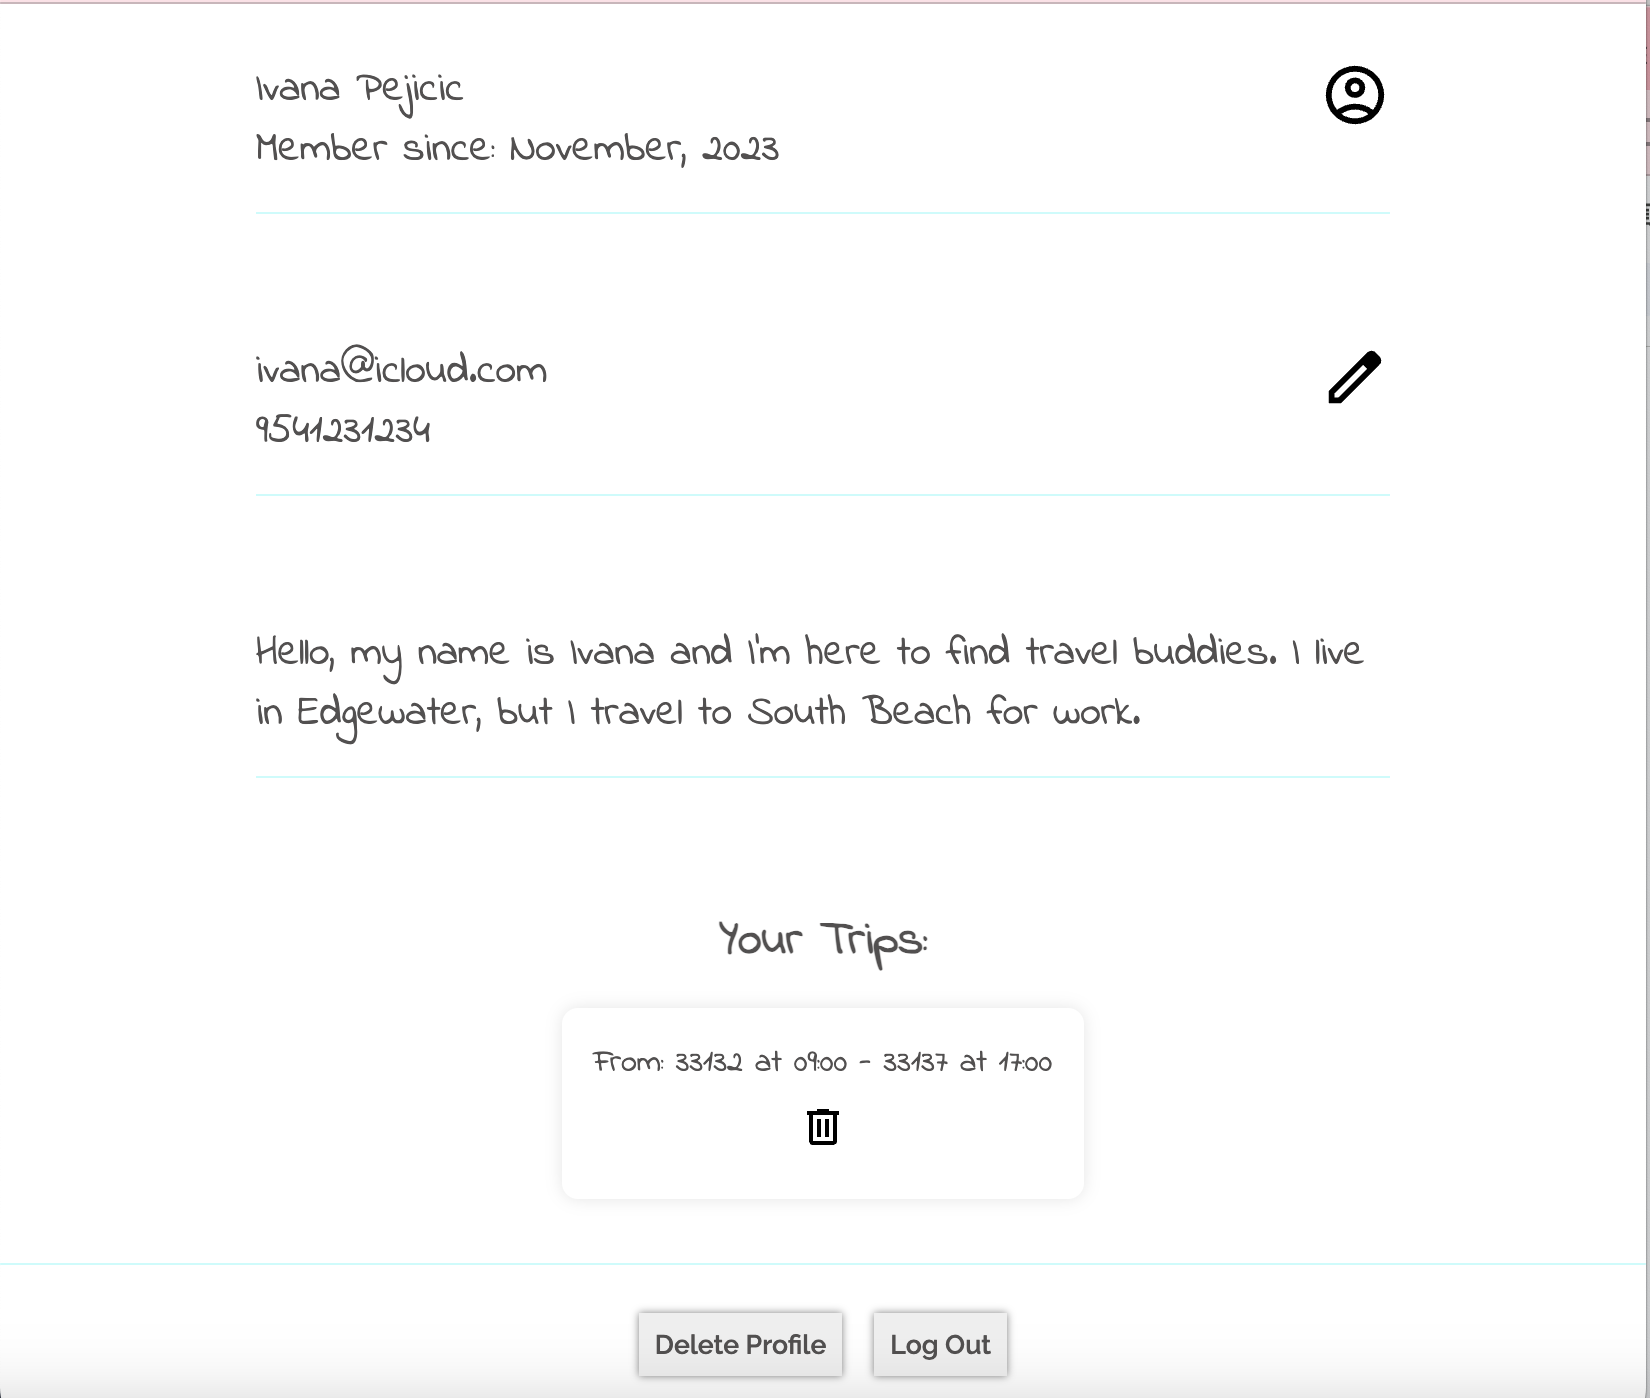 Ivana Pejicic
Member since: November, 2023
ivana@icloud.com
9541231234
Hello, my name is Ivana and I'm here to find travel buddies. I live
in Edgewater, but I travel to South Beach for work.
Your Trips:
From: 33132 at 09:00 - 33137 at 17:00
Delete Profile
Log Out